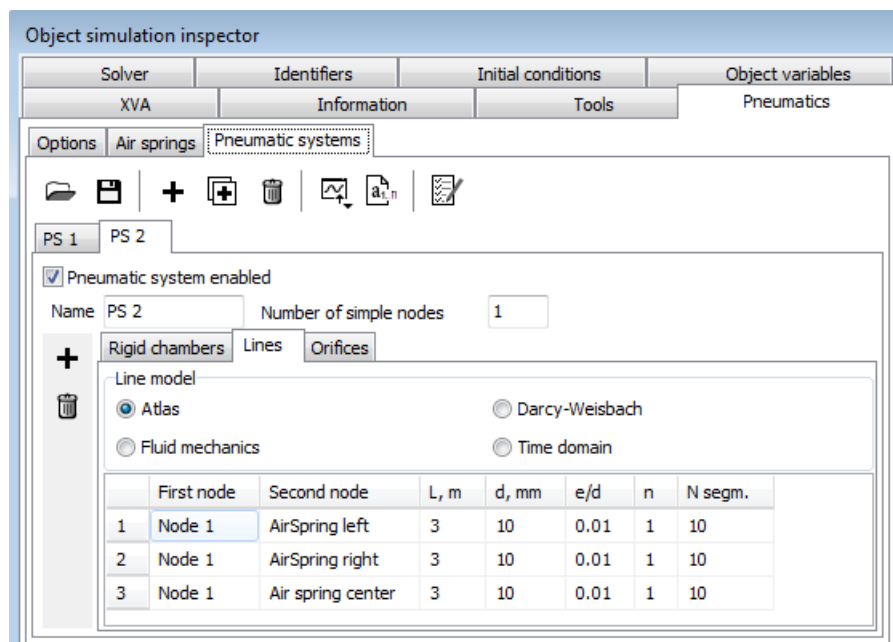 Object simulation inspector
Solver Identifiers Initial conditions Object variables
XVA Information Tools Pneumatics
Options Air springs Pneumatic systems
PS 1 PS 2
Pneumatic system enabled
Name PS 2 Number of simple nodes 1
Rigid chambers Lines Orifices
Line model
Atlas Darcy-Weisbach
Fluid mechanics Time domain
First node Second node L, m d, mm e/d n N segm.
1 Node 1 AirSpring left 3 10 0.01 1 10
2 Node 1 AirSpring right 3 10 0.01 1 10
3 Node 1 Air spring center 3 10 0.01 1 10